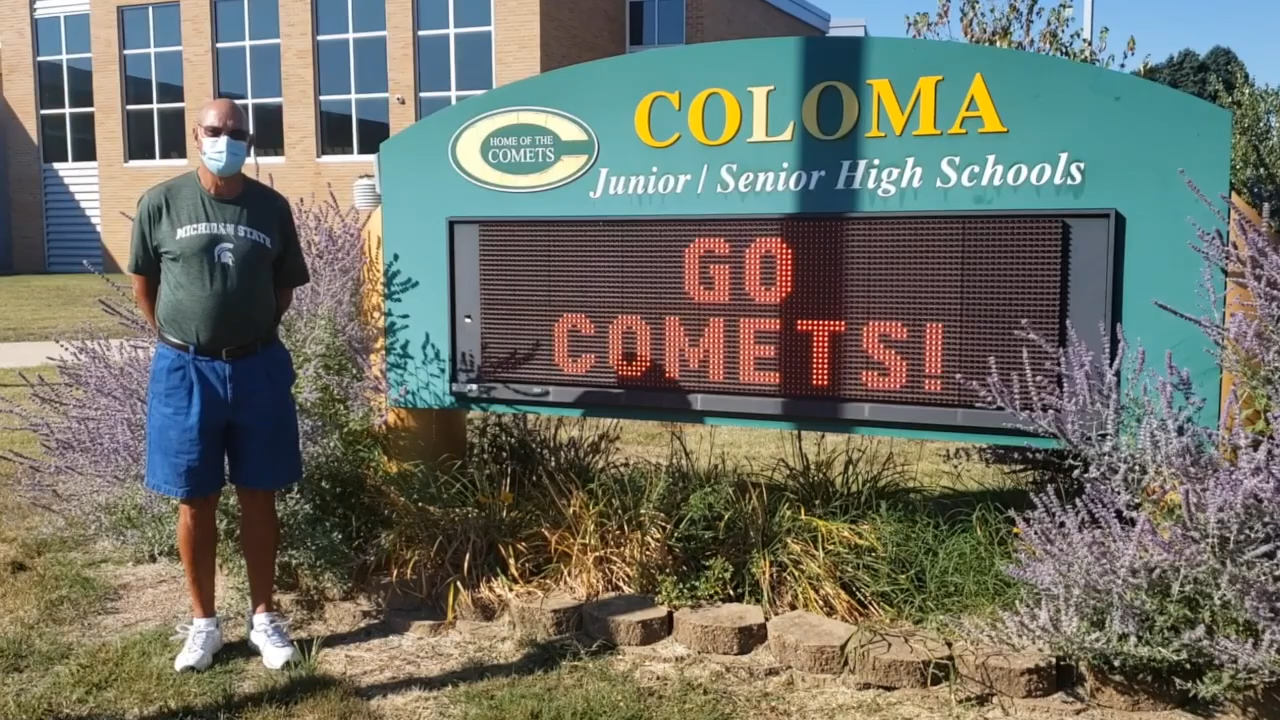 COLOMA
HOME OF THE
COMETS
Junior / Senior High Schools
GO
COMETS!
MICHIGAN STATE